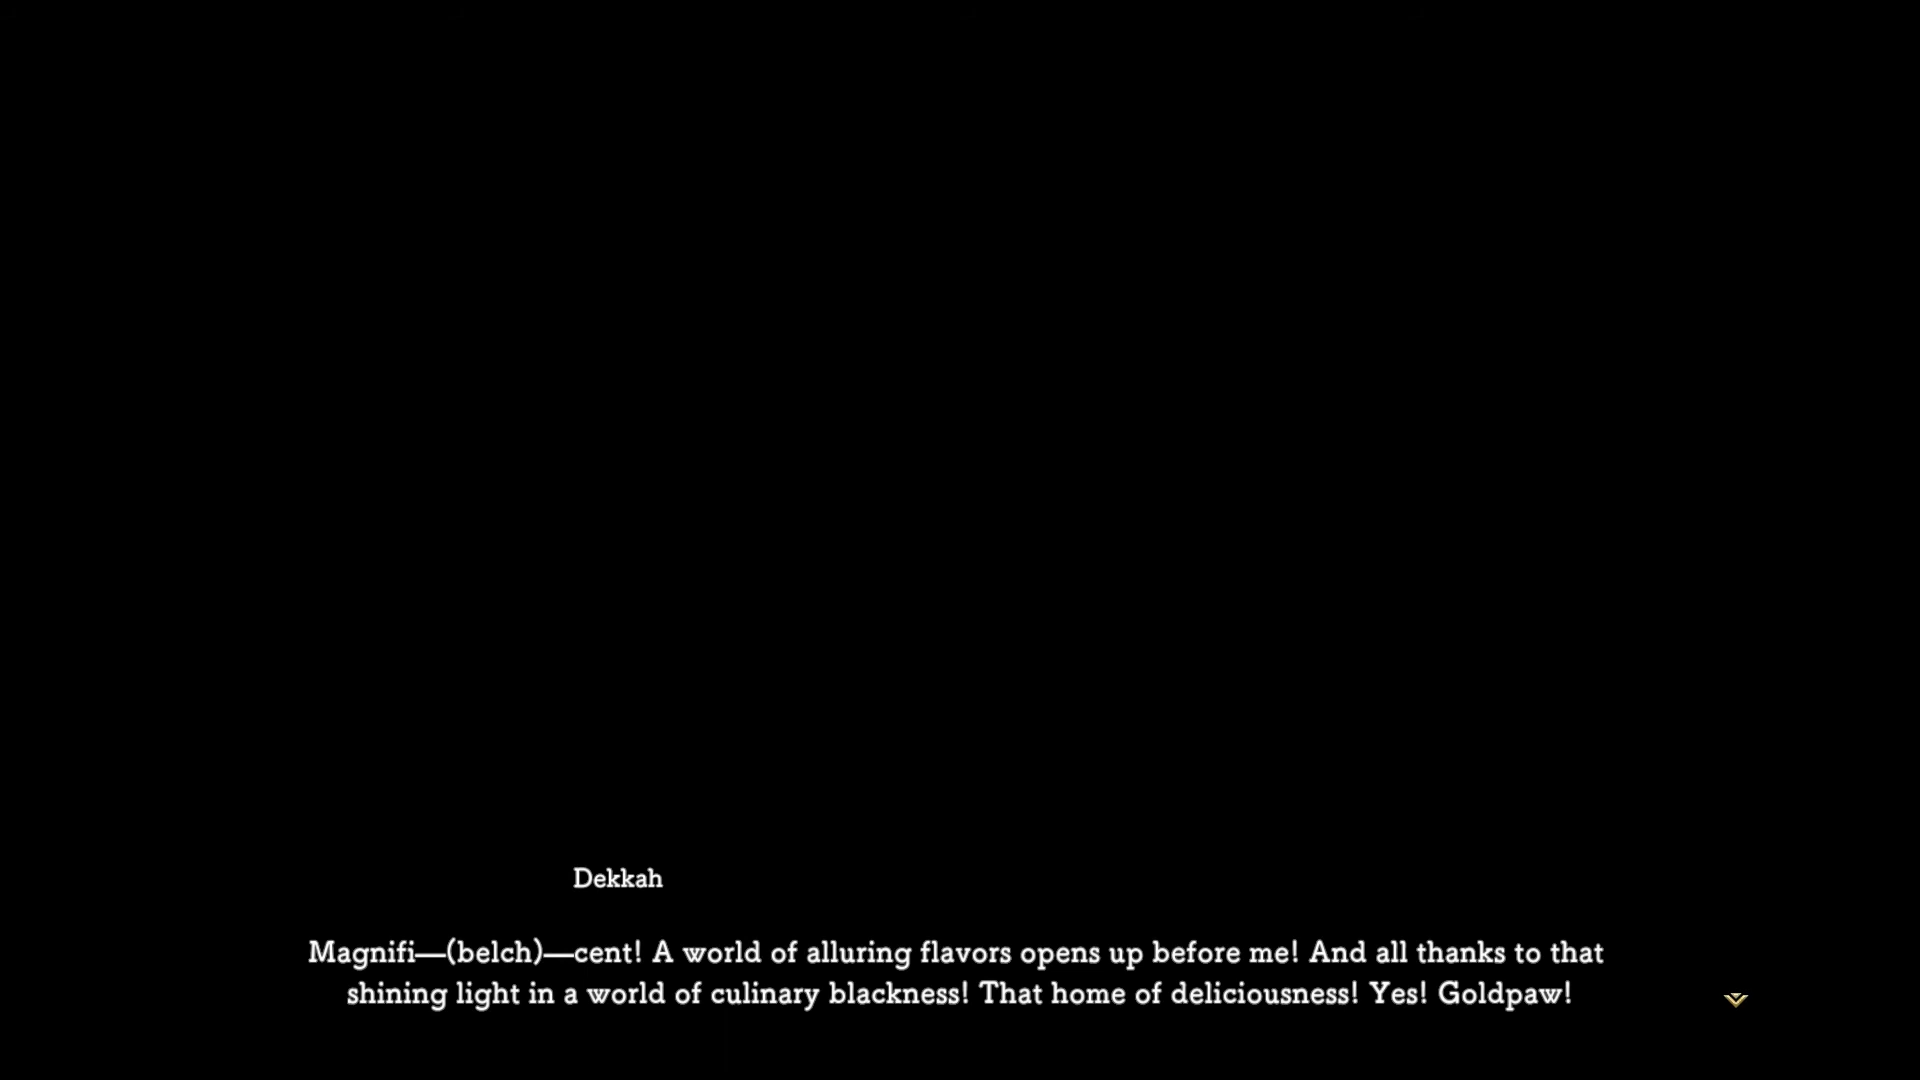 Dekkah
Magnifi—(belch)—cent! A world of alluring flavors opens up before me! And all thanks to that
shining light in a world of culinary blackness! That home of deliciousness! Yes! Goldpaw!